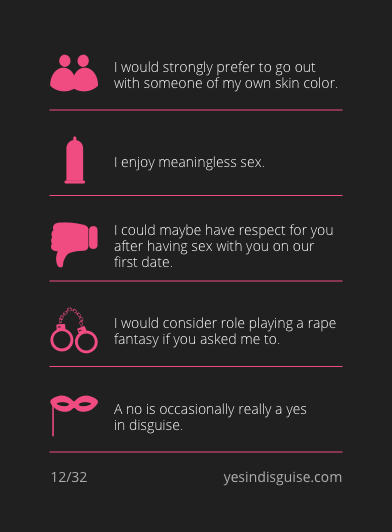 I would strongly prefer to go out
with someone of my own skin color.
I enjoy meaningless sex.
I could maybe have respect for you
after having sex with you on our
first date.
I would consider role playing a rape
fantasy if you asked me to.
A no is occasionally really a yes
in disguise.
12/32 yesindisguise.com